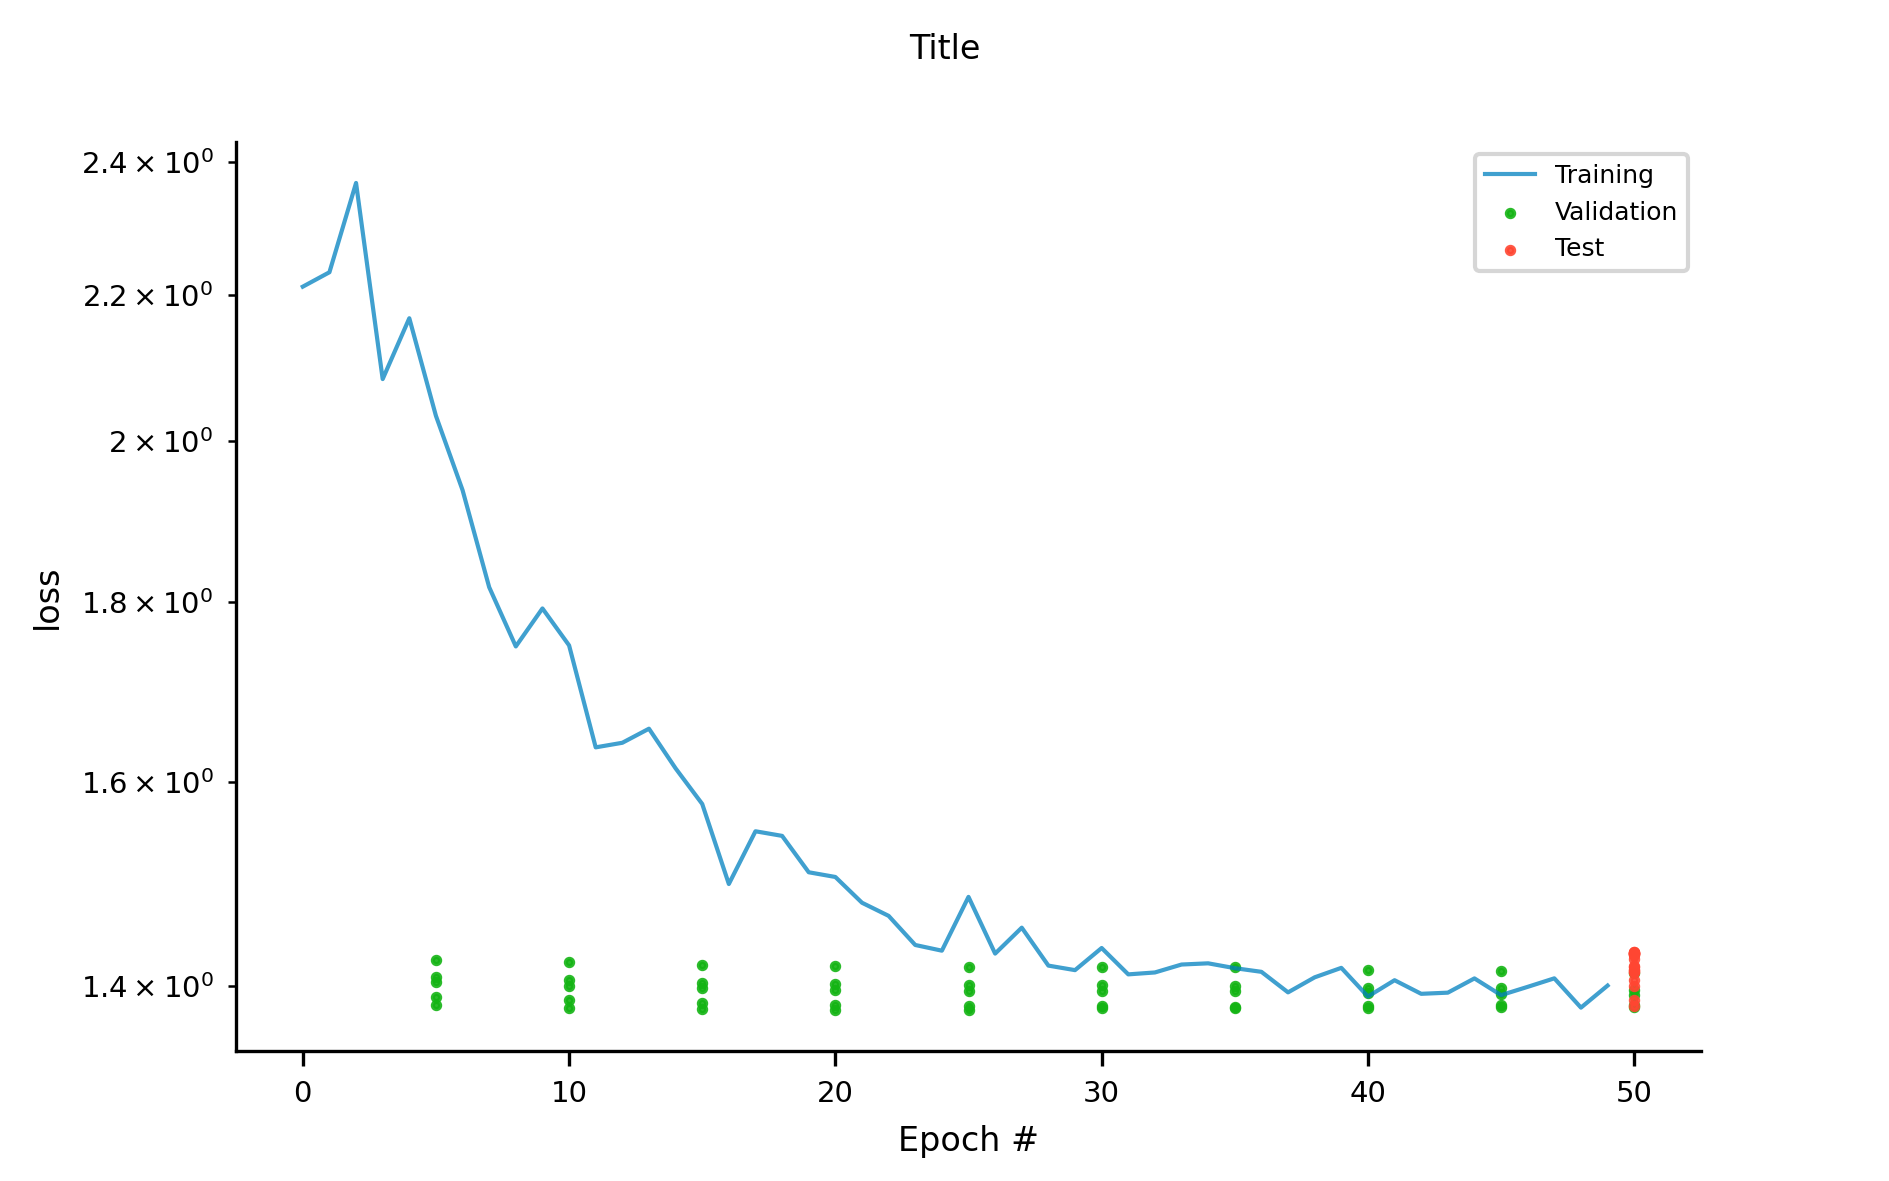 Title
2.4 × 10⁰
2.2 × 10⁰
2 × 10⁰
1.8 × 10⁰
1.6 × 10⁰
1.4 × 10⁰
loss
Training
Validation
Test
0 10 20 30 40 50
Epoch #